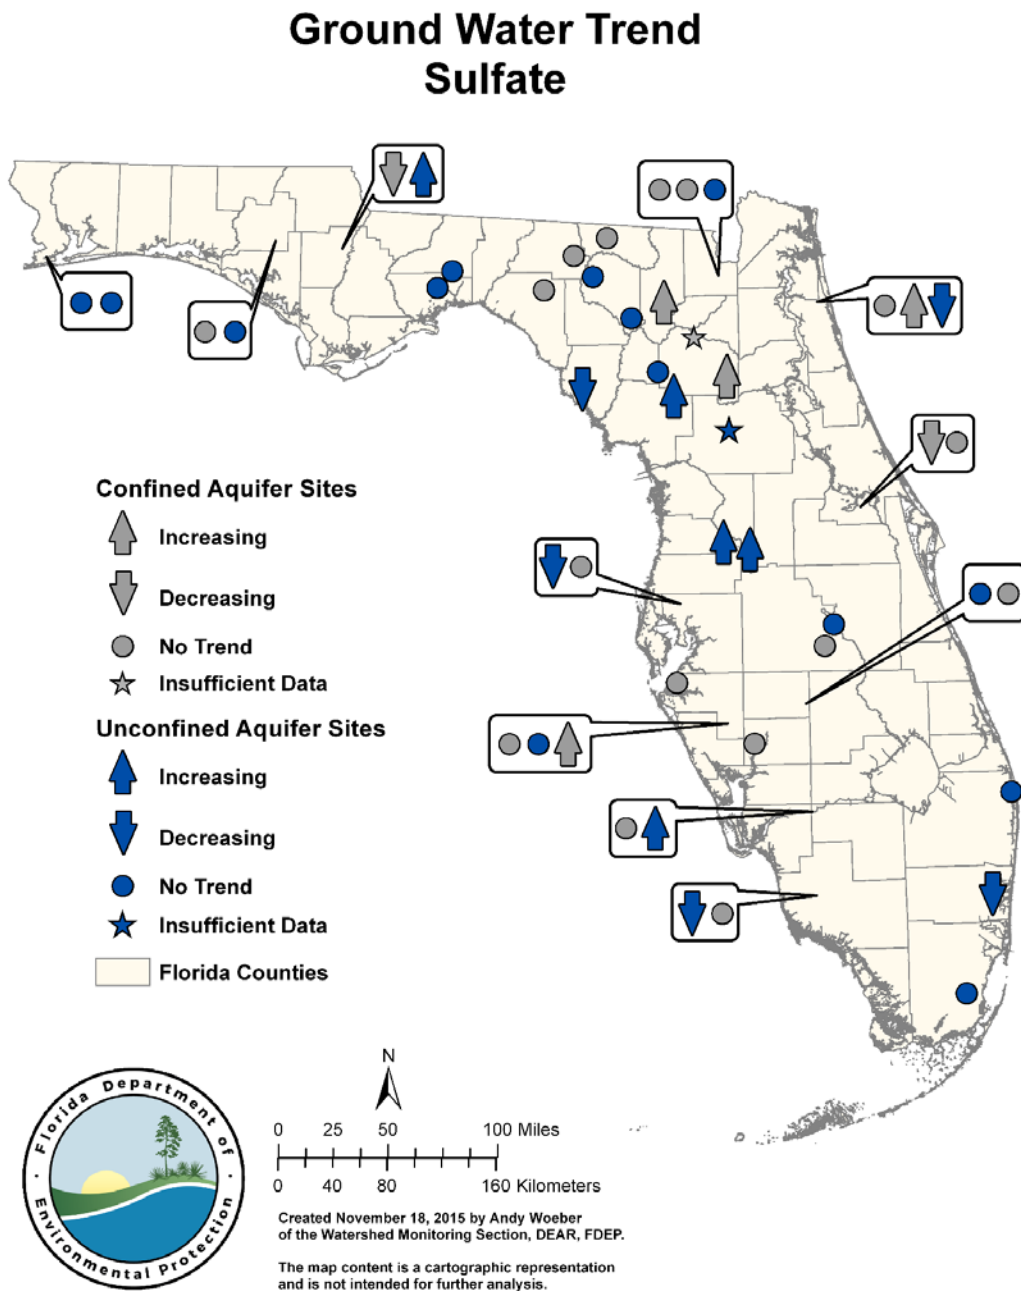 Ground Water Trend
Sulfate
Confined Aquifer Sites
Increasing
Decreasing
No Trend
Insufficient Data
Unconfined Aquifer Sites
Increasing
Decreasing
No Trend
Insufficient Data
Florida Counties
Florida Department of
Environmental Protection
N
0 25 50 100 Miles
0 40 80 160 Kilometers
Created November 18, 2015 by Andy Woeber
of the Watershed Monitoring Section, DEAR, FDEP.
The map content is a cartographic representation
and is not intended for further analysis.